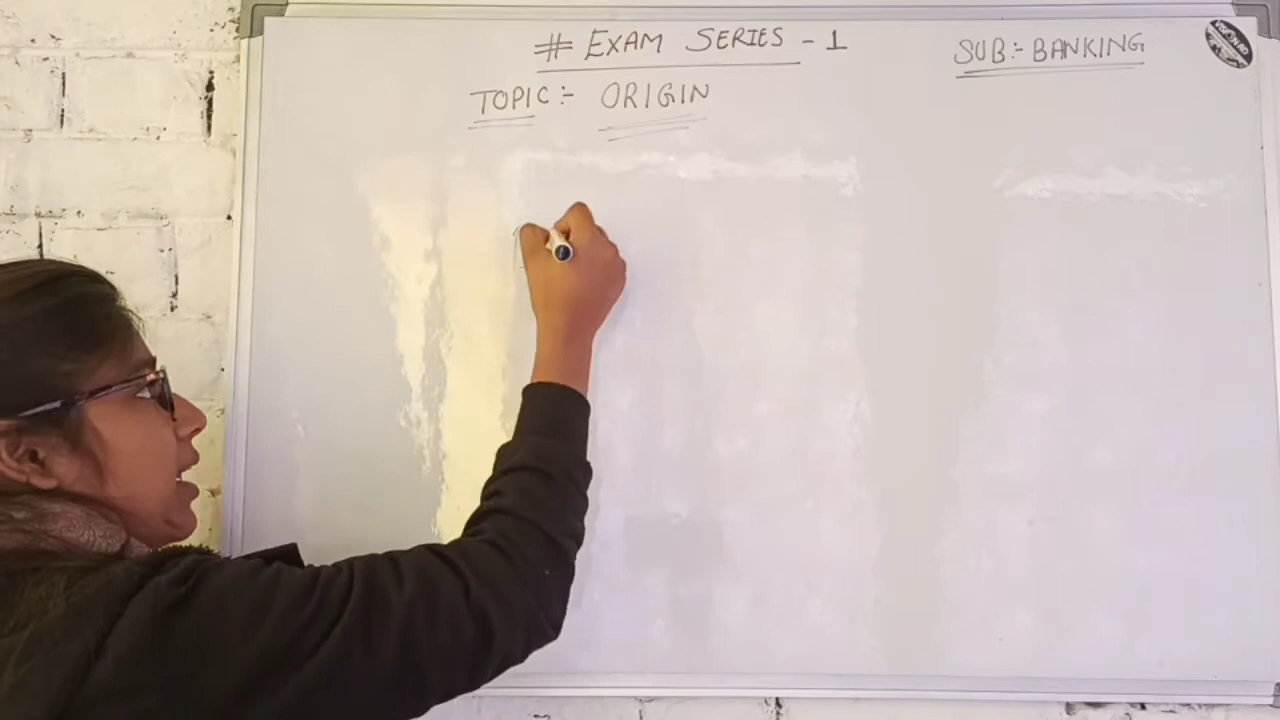 # EXAM SERIES - 1
SUB:- BANKING
TOPIC:- ORIGIN